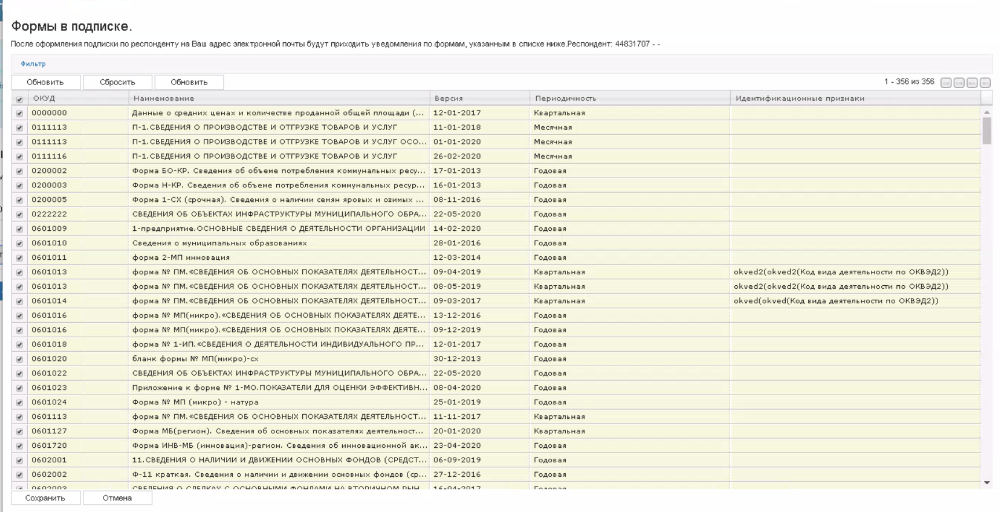 Формы в подписке.
После оформления подписки по респонденту на Ваш адрес электронной почты будут приходить уведомления по формам, указанным в списке ниже.Респондент: 44831707 - -
Фильтр
Обновить Сбросить Обновить 1 - 356 из 356
ОКУД Наименование Версия Периодичность Идентификационные признаки
0000000 Данные о средних ценах и количестве проданной общей площади (... 12-01-2017 Квартальная
0111113 П-1.СВЕДЕНИЯ О ПРОИЗВОДСТВЕ И ОТГРУЗКЕ ТОВАРОВ И УСЛУГ 11-01-2018 Месячная
0111113 П-1.СВЕДЕНИЯ О ПРОИЗВОДСТВЕ И ОТГРУЗКЕ ТОВАРОВ И УСЛУГ ОСО... 01-01-2020 Месячная
0111116 П-1.СВЕДЕНИЯ О ПРОИЗВОДСТВЕ И ОТГРУЗКЕ ТОВАРОВ И УСЛУГ 26-02-2020 Месячная
0200002 Форма БО-КР. Сведения об объеме потребления коммунальных ресу... 17-01-2013 Годовая
0200003 Форма Н-КР. Сведения об объеме потребления коммунальных ресур... 16-01-2013 Годовая
0200005 Форма 1-СХ (срочная). Сведения о наличии семян яровых и озимых ... 08-11-2016 Годовая
0222222 СВЕДЕНИЯ ОБ ОБЪЕКТАХ ИНФРАСТРУКТУРЫ МУНИЦИПАЛЬНОГО ОБРА... 22-05-2020 Годовая
0601009 1-предприятие.ОСНОВНЫЕ СВЕДЕНИЯ О ДЕЯТЕЛЬНОСТИ ОРГАНИЗАЦИИ 14-02-2020 Годовая
0601010 Сведения о муниципальных образованиях 28-01-2016 Годовая
0601011 форма 2-МП инновация 12-03-2014 Годовая
0601013 форма № ПМ.«СВЕДЕНИЯ ОБ ОСНОВНЫХ ПОКАЗАТЕЛЯХ ДЕЯТЕЛЬНОСТ... 09-04-2019 Квартальная okved2(okved2(Код вида деятельности по ОКВЭД2))
0601013 форма № ПМ.«СВЕДЕНИЯ ОБ ОСНОВНЫХ ПОКАЗАТЕЛЯХ ДЕЯТЕЛЬНОСТ... 08-05-2019 Квартальная okved2(okved2(Код вида деятельности по ОКВЭД2))
0601014 форма № ПМ.«СВЕДЕНИЯ ОБ ОСНОВНЫХ ПОКАЗАТЕЛЯХ ДЕЯТЕЛЬНОСТ... 09-03-2017 Квартальная okved(okved(Код вида деятельности по ОКВЭД2))
0601016 форма № МП(микро).«СВЕДЕНИЯ ОБ ОСНОВНЫХ ПОКАЗАТЕЛЯХ ДЕЯТЕ... 13-12-2016 Годовая
0601016 форма № МП(микро).«СВЕДЕНИЯ ОБ ОСНОВНЫХ ПОКАЗАТЕЛЯХ ДЕЯТЕ... 09-12-2019 Годовая
0601018 форма № 1-ИП.«СВЕДЕНИЯ О ДЕЯТЕЛЬНОСТИ ИНДИВИДУАЛЬНОГО ПР... 12-01-2017 Годовая
0601020 бланк формы № МП(микро)-сх 30-12-2013 Годовая
0601022 СВЕДЕНИЯ ОБ ОБЪЕКТАХ ИНФРАСТРУКТУРЫ МУНИЦИПАЛЬНОГО ОБРА... 22-05-2020 Годовая
0601023 Приложение к форме № 1-МО.ПОКАЗАТЕЛИ ДЛЯ ОЦЕНКИ ЭФФЕКТИВН... 08-04-2020 Годовая
0601024 Форма № МП (микро) - натура 25-01-2019 Годовая
0601113 форма № ПМ.«СВЕДЕНИЯ ОБ ОСНОВНЫХ ПОКАЗАТЕЛЯХ ДЕЯТЕЛЬНОСТ... 11-11-2017 Квартальная
0601127 Форма МБ(регион). Сведения об основных показателях деятельност... 20-01-2020 Квартальная
0601720 Форма ИНВ-МБ (инновация)-регион. Сведения об инновационной ак... 23-04-2020 Годовая
0602001 11.СВЕДЕНИЯ О НАЛИЧИИ И ДВИЖЕНИИ ОСНОВНЫХ ФОНДОВ (СРЕДСТ... 06-09-2019 Годовая
0602002 Ф-11 краткая. Сведения о наличии и движении основных фондов (ср... 27-12-2016 Годовая
0602003 СВЕДЕНИЯ О СДЕЛКАХ С ОСНОВНЫМИ ФОНДАМИ НА ВТОРИЧНОМ РЫН... 16-04-2017 Годовая
Сохранить Отмена